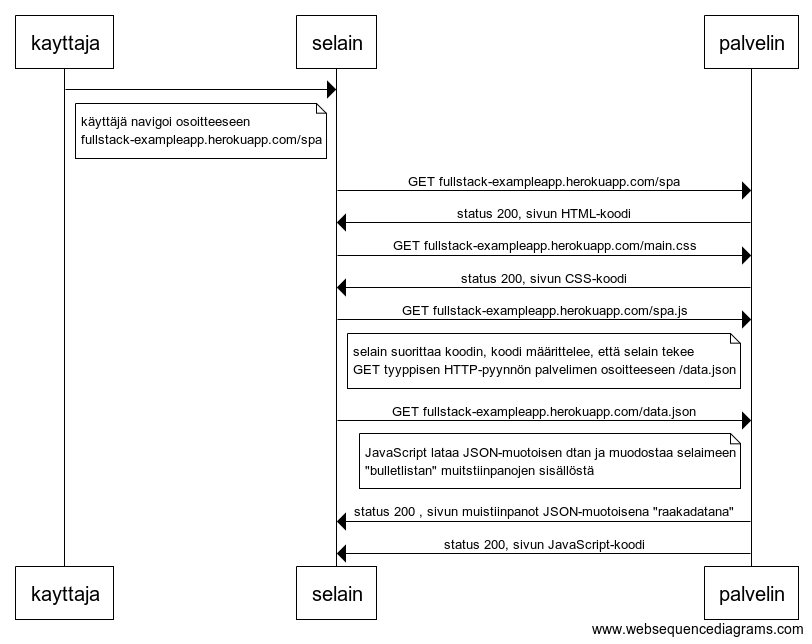 kayttaja
selain
palvelin
käyttäjä navigoi osoitteeseen
fullstack-exampleapp.herokuapp.com/spa
GET fullstack-exampleapp.herokuapp.com/spa
status 200, sivun HTML-koodi
GET fullstack-exampleapp.herokuapp.com/main.css
status 200, sivun CSS-koodi
GET fullstack-exampleapp.herokuapp.com/spa.js
selain suorittaa koodin, koodi määrittelee, että selain tekee
GET tyyppisen HTTP-pyynnön palvelimen osoitteeseen /data.json
GET fullstack-exampleapp.herokuapp.com/data.json
JavaScript lataa JSON-muotoisen dtan ja muodostaa selaimeen
"bulletlistan" muitstiinpanojen sisällöstä
status 200 , sivun muistiinpanot JSON-muotoisena "raakadatana"
status 200, sivun JavaScript-koodi
kayttaja
selain
palvelin
www.websequencediagrams.com